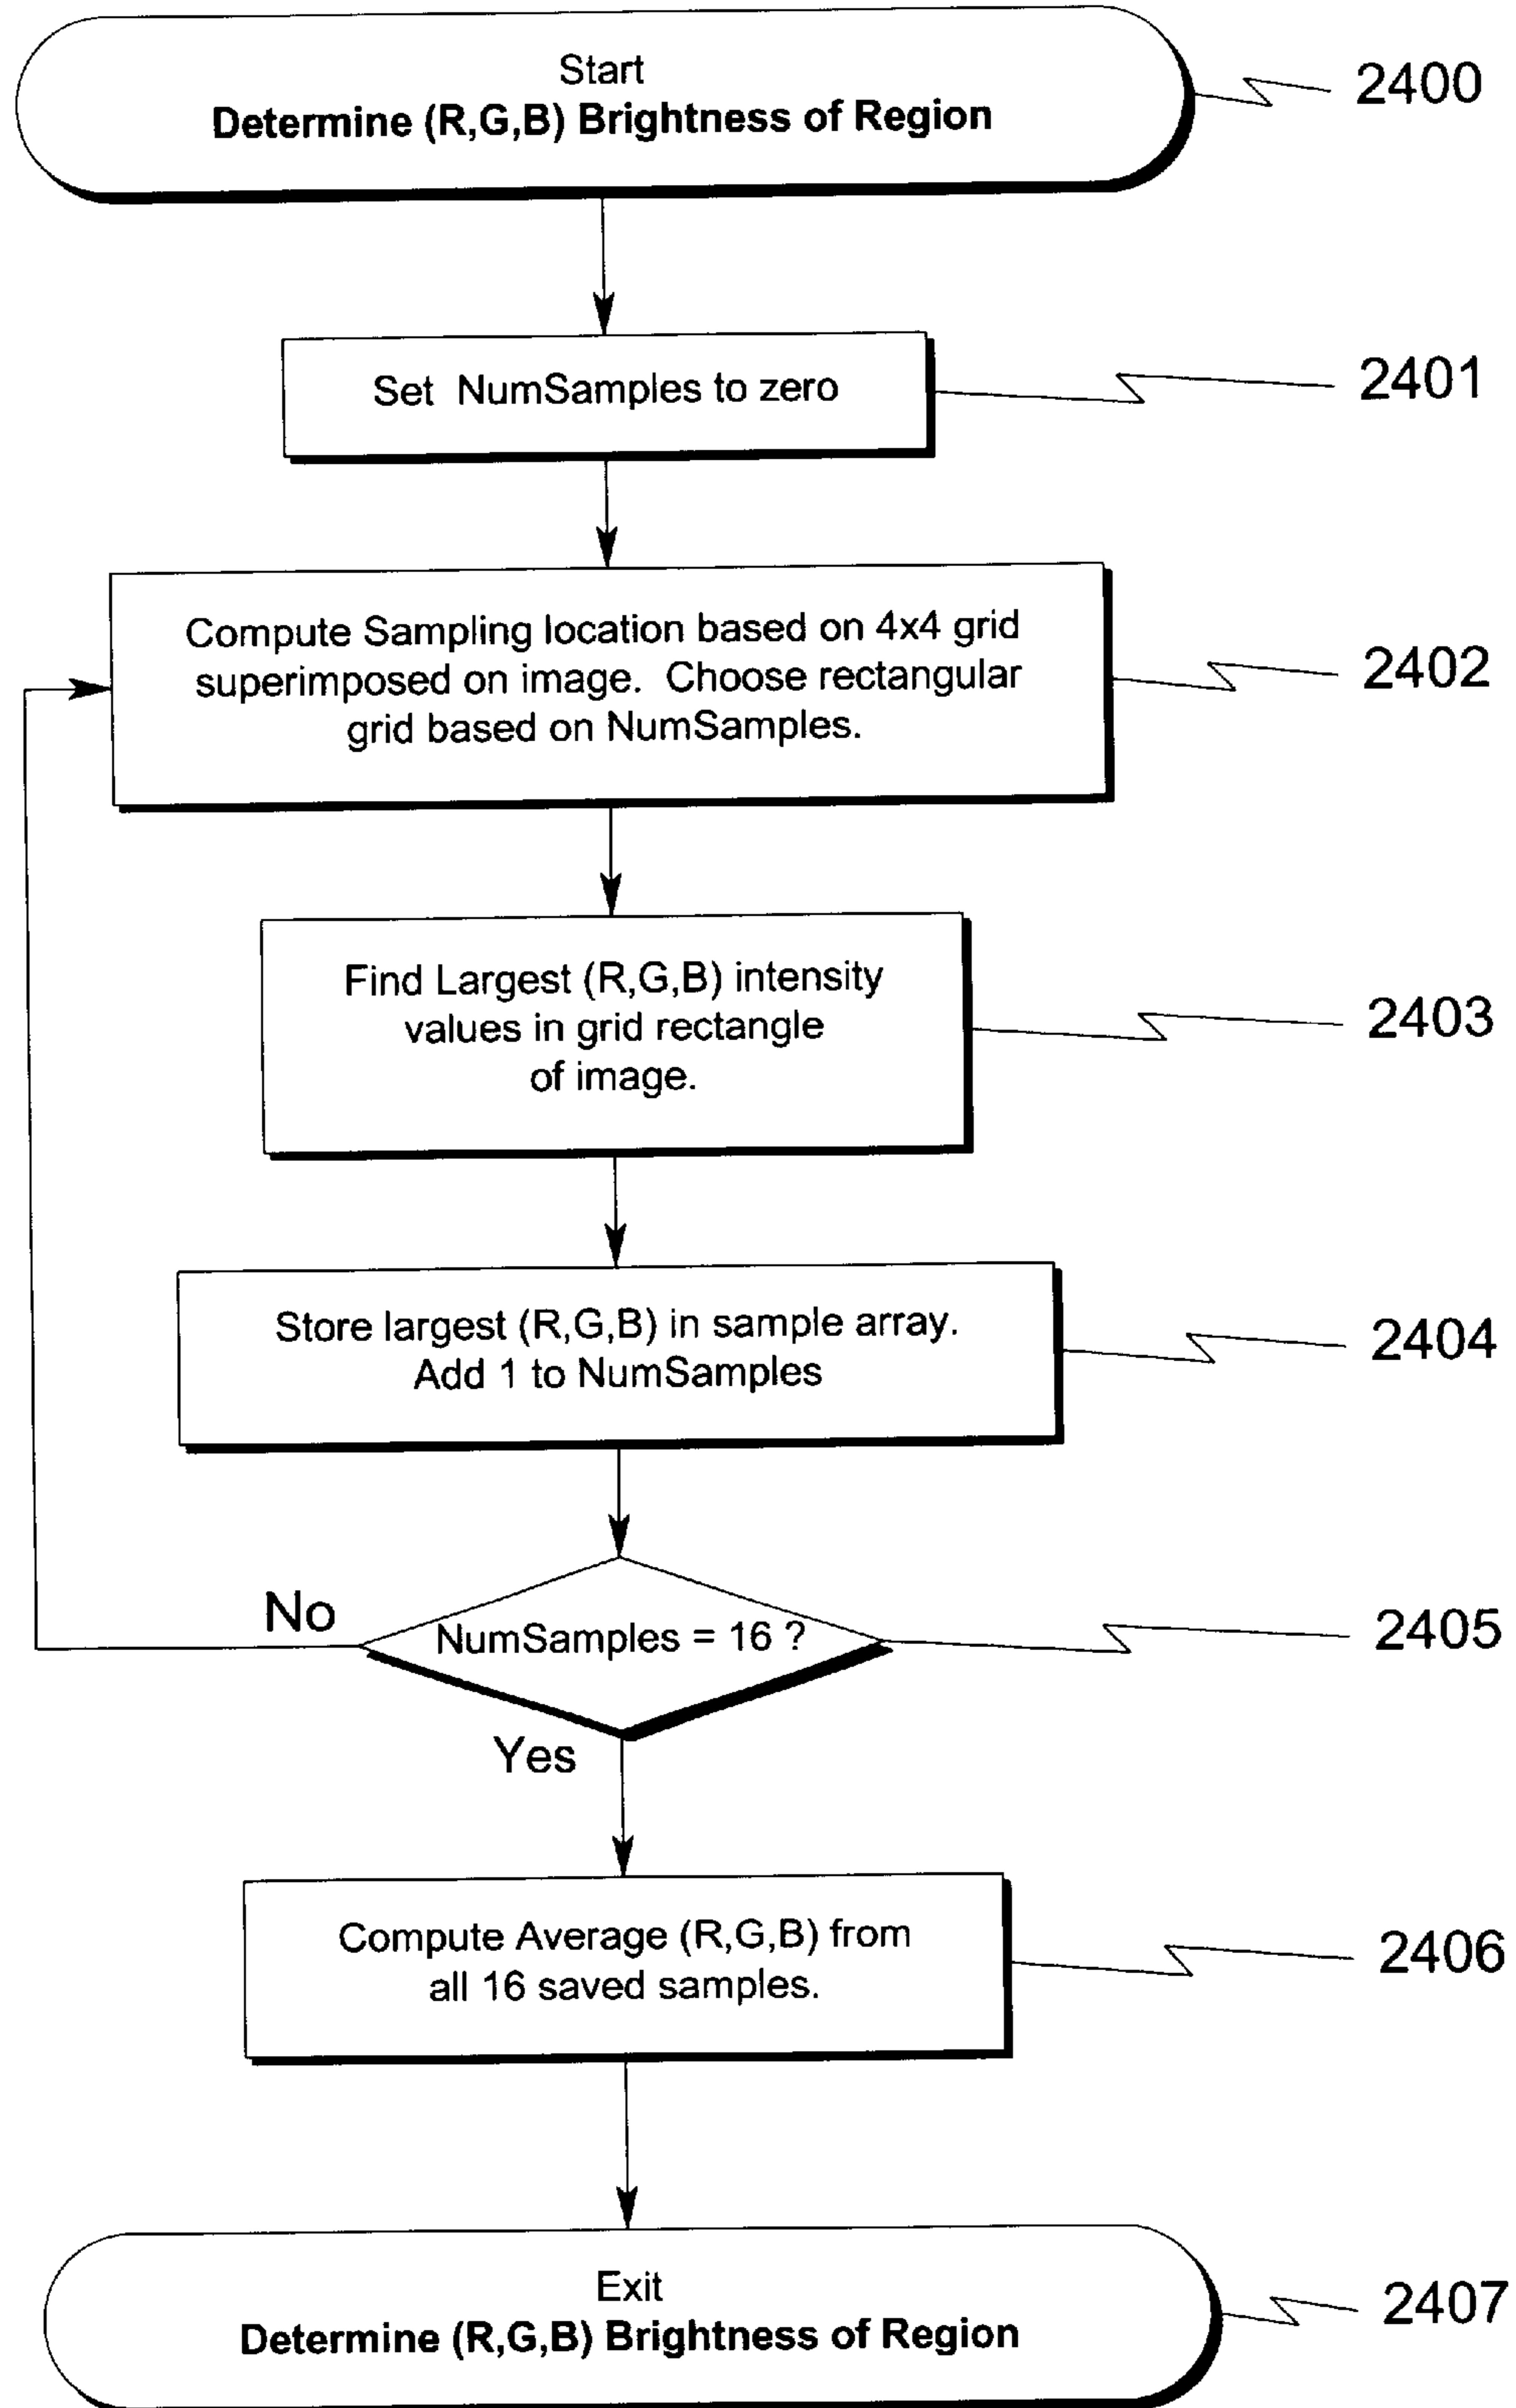 Start
Determine (R,G,B) Brightness of Region
2400
Set NumSamples to zero
2401
Compute Sampling location based on 4x4 grid
superimposed on image. Choose rectangular
grid based on NumSamples.
2402
Find Largest (R,G,B) intensity
values in grid rectangle
of image.
2403
Store largest (R,G,B) in sample array.
Add 1 to NumSamples
2404
No
NumSamples = 16 ?
2405
Yes
Compute Average (R,G,B) from
all 16 saved samples.
2406
Exit
Determine (R,G,B) Brightness of Region
2407